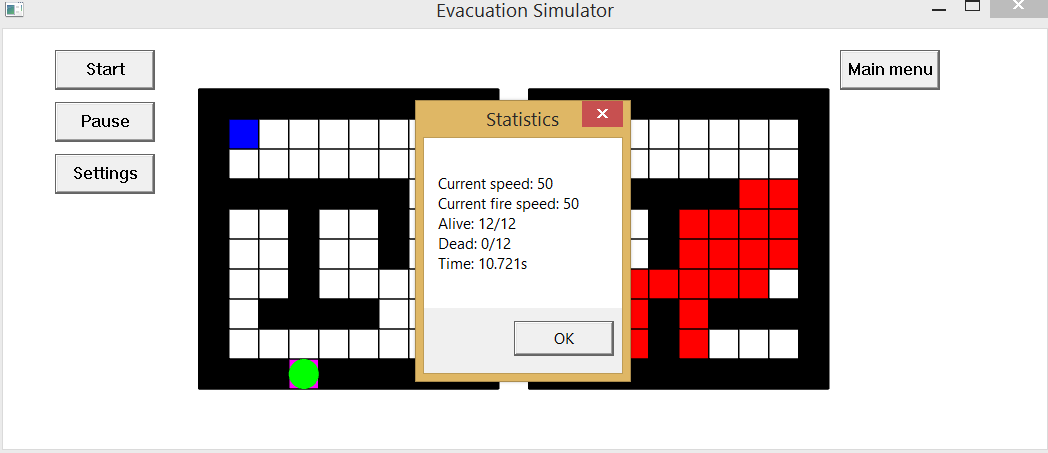 Evacuation Simulator
Start
Main menu
Pause
Settings
Statistics
Current speed: 50
Current fire speed: 50
Alive: 12/12
Dead: 0/12
Time: 10.721s
OK